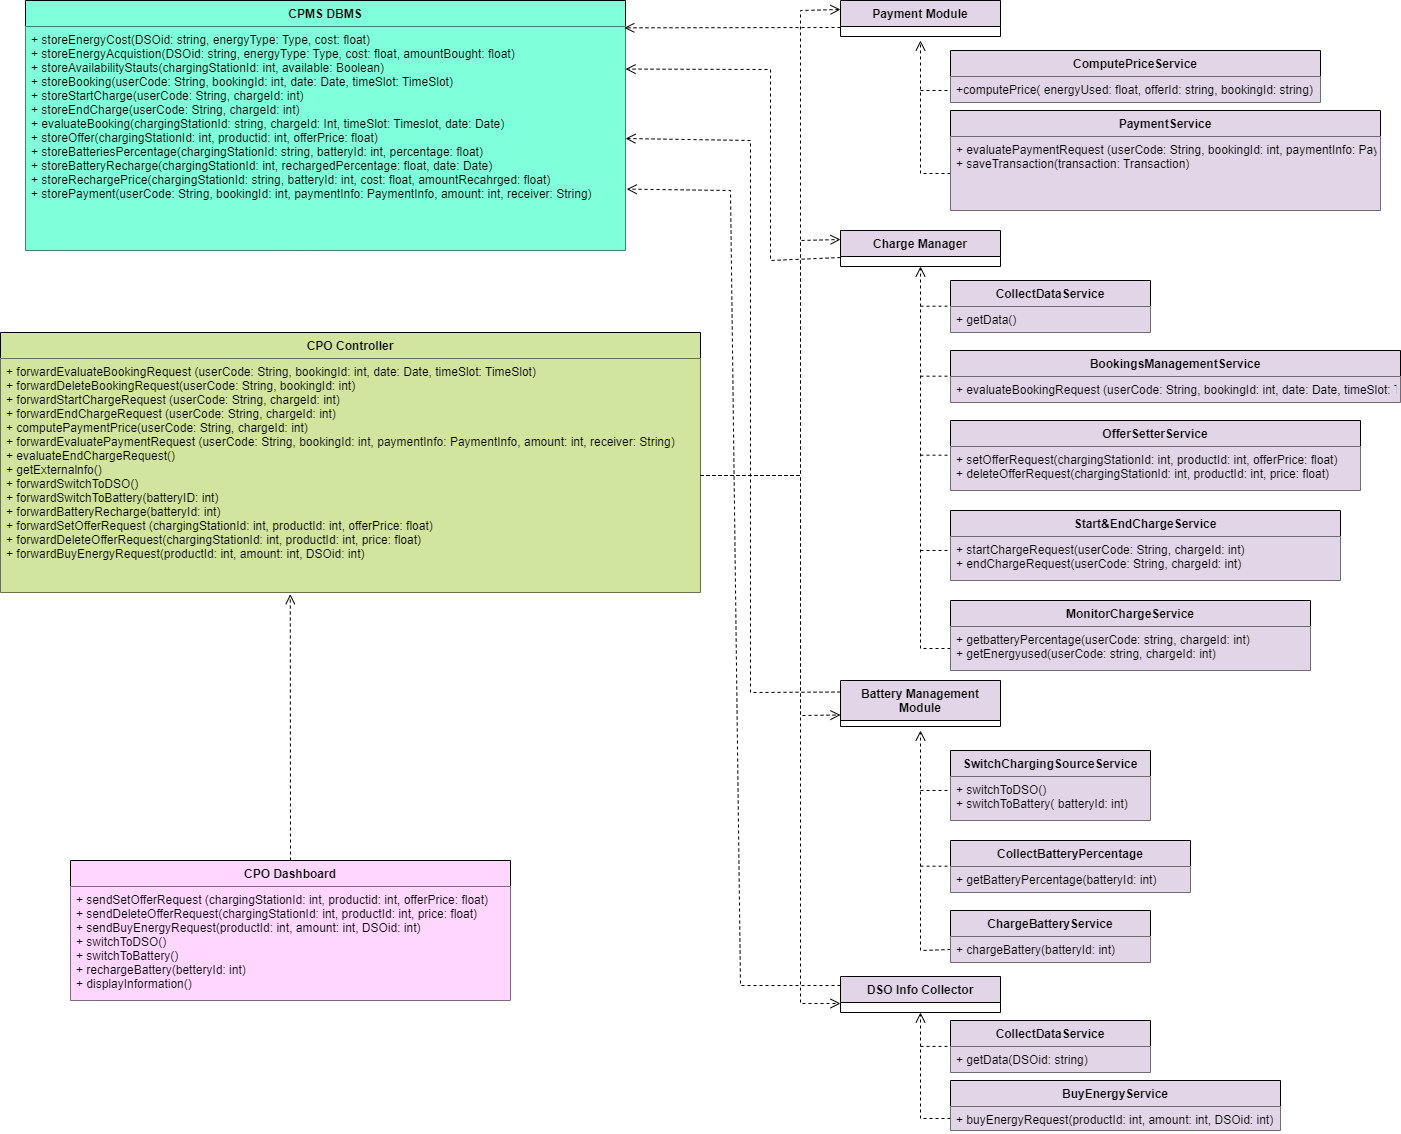 CPMS DBMS
+ storeEnergyCost(DSOid: string, energyType: Type, cost: float)
+ storeEnergyAcquistion(DSOid: string, energyType: Type, cost: float, amountBought: float)
+ storeAvailabilityStauts(chargingStationId: int, available: Boolean)
+ storeBooking(userCode: String, bookingId: int, date: Date, timeSlot: TimeSlot)
+ storeStartCharge(userCode: String, chargeId: int)
+ storeEndCharge(userCode: String, chargeId: int)
+ evaluateBooking(chargingStationId: string, chargeId: Int, timeSlot: Timeslot, date: Date)
+ storeOffer(chargingStationId: int, productid: int, offerPrice: float)
+ storeBatteriesPercentage(chargingStationId: string, batteryId: int, percentage: float)
+ storeBatteryRecharge(chargingStationId: int, rechargedPercentage: float, date: Date)
+ storeRechargePrice(chargingStationId: string, batteryId: int, cost: float, amountRecahrged: float)
+ storePayment(userCode: String, bookingId: int, paymentInfo: PaymentInfo, amount: int, receiver: String)
CPO Controller
+ forwardEvaluateBookingRequest (userCode: String, bookingId: int, date: Date, timeSlot: TimeSlot)
+ forwardDeleteBookingRequest(userCode: String, bookingId: int)
+ forwardStartChargeRequest (userCode: String, chargeId: int)
+ forwardEndChargeRequest (userCode: String, chargeId: int)
+ computePaymentPrice(userCode: String, chargeId: int)
+ forwardEvaluatePaymentRequest (userCode: String, bookingId: int, paymentInfo: PaymentInfo, amount: int, receiver: String)
+ evaluateEndChargeRequest()
+ getExternaInfo()
+ forwardSwitchToDSO()
+ forwardSwitchToBattery(batteryID: int)
+ forwardBatteryRecharge(batteryId: int)
+ forwardSetOfferRequest (chargingStationId: int, productId: int, offerPrice: float)
+ forwardDeleteOfferRequest(chargingStationId: int, productId: int, price: float)
+ forwardBuyEnergyRequest(productId: int, amount: int, DSOid: int)
CPO Dashboard
+ sendSetOfferRequest (chargingStationId: int, productid: int, offerPrice: float)
+ sendDeleteOfferRequest(chargingStationId: int, productId: int, price: float)
+ sendBuyEnergyRequest(productId: int, amount: int, DSOid: int)
+ switchToDSO()
+ switchToBattery()
+ rechargeBattery(betteryId: int)
+ displayInformation()
Payment Module
ComputePriceService
+computePrice( energyUsed: float, offerId: string, bookingId: string)
PaymentService
+ evaluatePaymentRequest (userCode: String, bookingId: int, paymentInfo: Pay
+ saveTransaction(transaction: Transaction)
Charge Manager
CollectDataService
+ getData()
BookingsManagementService
+ evaluateBookingRequest (userCode: String, bookingId: int, date: Date, timeSlot:
OfferSetterService
+ setOfferRequest(chargingStationId: int, productId: int, offerPrice: float)
+ deleteOfferRequest(chargingStationId: int, productId: int, price: float)
Start&EndChargeService
+ startChargeRequest(userCode: String, chargeId: int)
+ endChargeRequest(userCode: String, chargeId: int)
MonitorChargeService
+ getbatteryPercentage(userCode: string, chargeId: int)
+ getEnergyused(userCode: string, chargeId: int)
Battery Management
Module
SwitchChargingSourceService
+ switchToDSO()
+ switchToBattery( batteryId: int)
CollectBatteryPercentage
+ getBatteryPercentage(batteryId: int)
ChargeBatteryService
+ chargeBattery(batteryId: int)
DSO Info Collector
CollectDataService
+ getData(DSOid: string)
BuyEnergyService
+ buyEnergyRequest(productId: int, amount: int, DSOid: int)